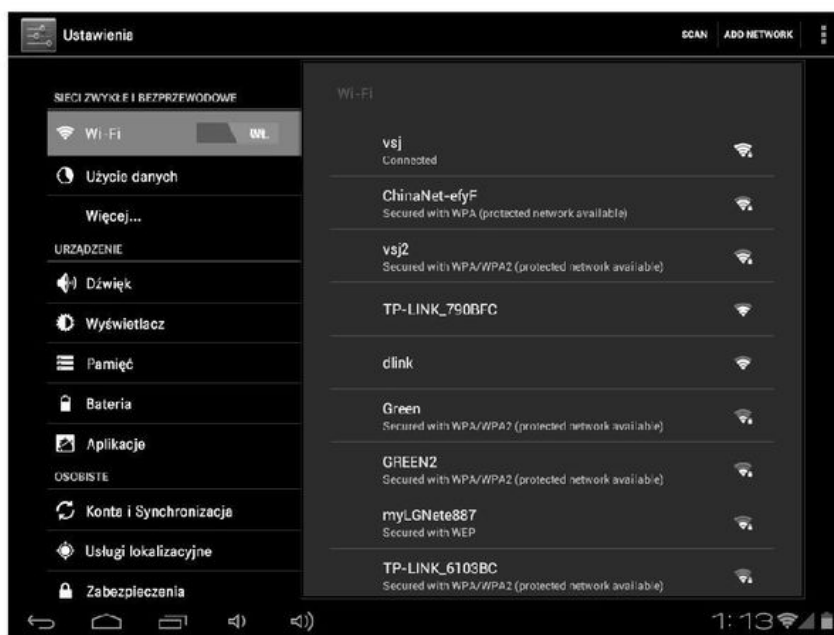 Ustawienia
SCAN
ADD NETWORK
SIECI ZWYKŁE I BEZPRZEWODOWE
Wi-Fi
WŁ.
Użycie danych
Więcej...
URZĄDZENIE
Dźwięk
Wyświetlacz
Pamięć
Bateria
Aplikacje
OSOBISTE
Konta i Synchronizacja
Usługi lokalizacyjne
Zabezpieczenia
Wi-Fi
vsj
Connected
ChinaNet-efyF
Secured with WPA (protected network available)
vsj2
Secured with WPA/WPA2 (protected network available)
TP-LINK_790BFC
dlink
Green
Secured with WPA/WPA2 (protected network available)
GREEN2
Secured with WPA/WPA2 (protected network available)
myLGNete887
Secured with WEP
TP-LINK_6103BC
Secured with WPA/WPA2 (protected network available)
1:13